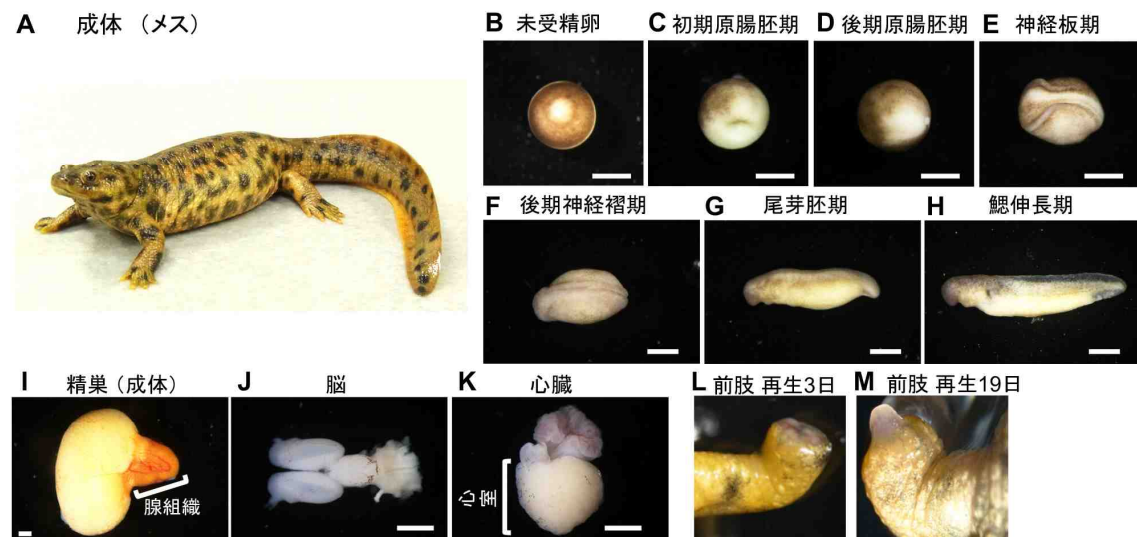 A 成体 （メス）
B 未受精卵
C 初期原腸胚期
D 後期原腸胚期
E 神経板期
F 後期神経褶期
G 尾芽胚期
H 鰓伸長期
I 精巣（成体）
腺組織
J 脳
K 心臓
心室
L 前肢 再生3日
M 前肢 再生19日